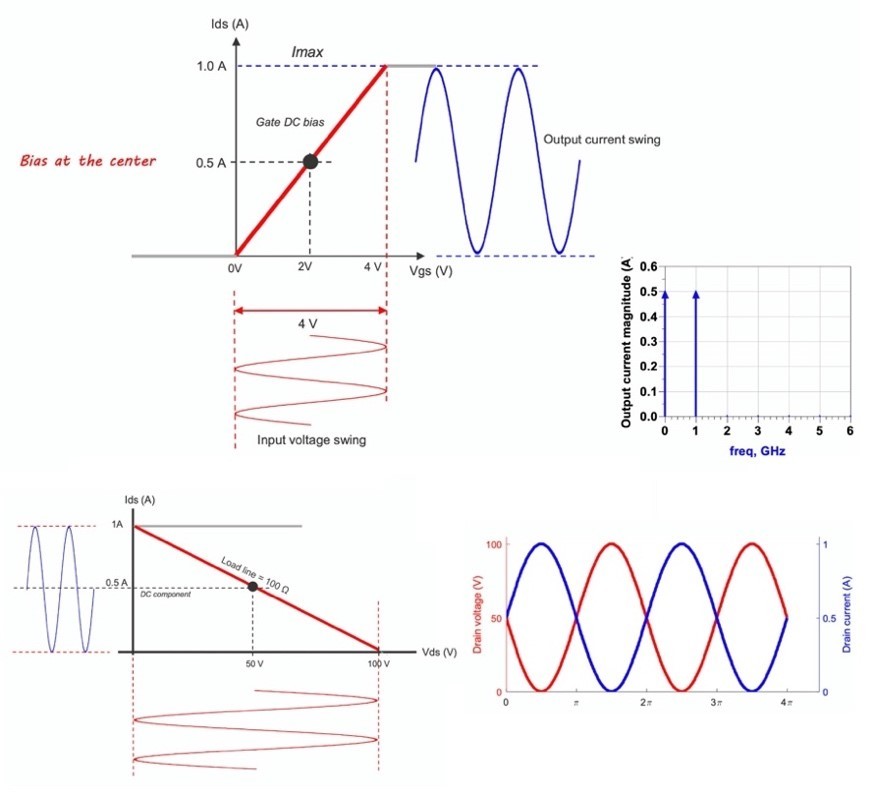 Ids (A)
Imax
1.0 A
Gate DC bias
Output current swing
Bias at the center
0.5 A
0V
2V
4 V
Vgs (V)
4 V
Input voltage swing
Output current magnitude (A
0.6
0.5
0.4
0.3
0.2
0.1
0.0
0 1 2 3 4 5 6
freq, GHz
Ids (A)
1A
Load line = 100 Ω
0.5 A
DC component
Vds (V)
50 V
100 V
Drain voltage (V)
100
50
0
1
0.5
0
Drain current (A)
0 π 2π 3π 4π